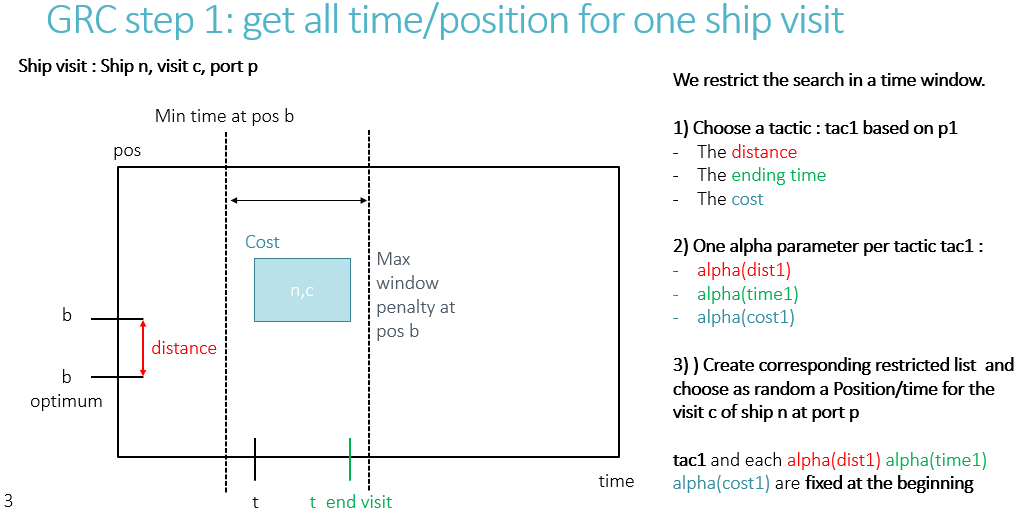 GRC step 1: get all time/position for one ship visit
Ship visit : Ship n, visit c, port p
Min time at pos b
pos
Cost
n,c
Max
window
penalty at
pos b
b
distance
b
optimum
time
t
t end visit
3
We restrict the search in a time window.
1) Choose a tactic : tac1 based on p1
- The distance
- The ending time
- The cost
2) One alpha parameter per tactic tac1 :
- alpha(dist1)
- alpha(time1)
- alpha(cost1)
3) ) Create corresponding restricted list and
choose as random a Position/time for the
visit c of ship n at port p
tac1 and each alpha(dist1) alpha(time1)
alpha(cost1) are fixed at the beginning